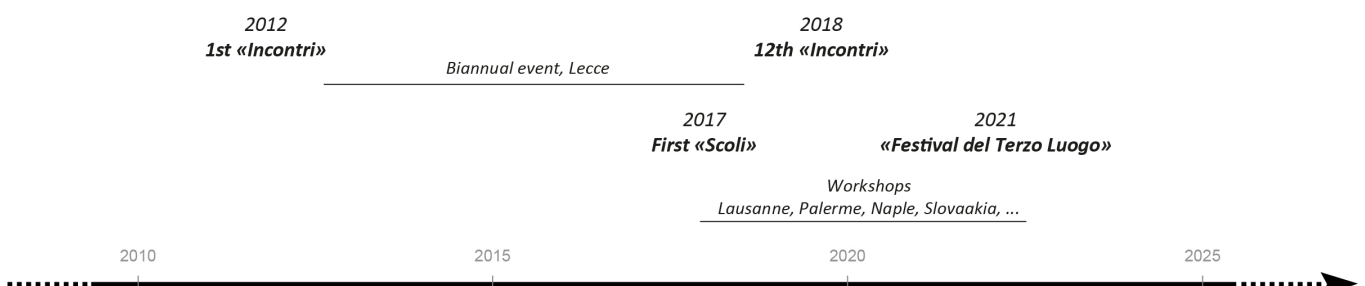 2012
1st «Incontri»
2018
12th «Incontri»
Biannual event, Lecce
2017
First «Scoli»
2021
«Festival del Terzo Luogo»
Workshops
Lausanne, Palerme, Naple, Slovaakia, ...
2010
2015
2020
2025